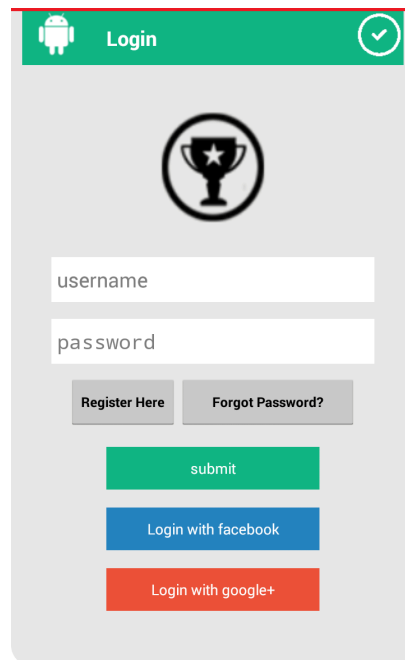 Login
username
password
Register Here Forgot Password?
submit
Login with facebook
Login with google+